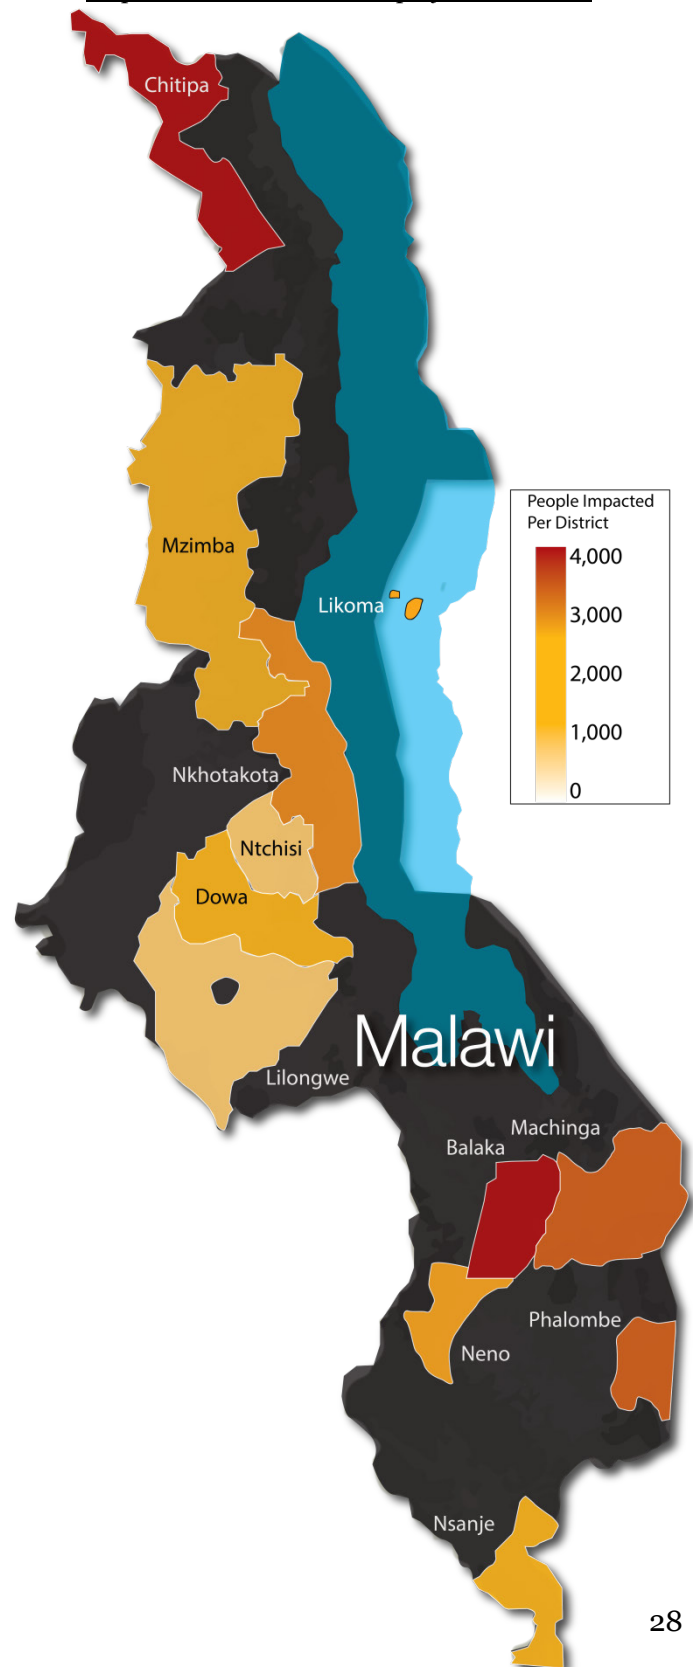 Chitipa
People Impacted
Per District
4,000
3,000
2,000
1,000
0
Mzimba
Likoma
Nkhotakota
Ntchisi
Dowa
Malawi
Lilongwe
Machinga
Balaka
Phalombe
Neno
Nsanje
28